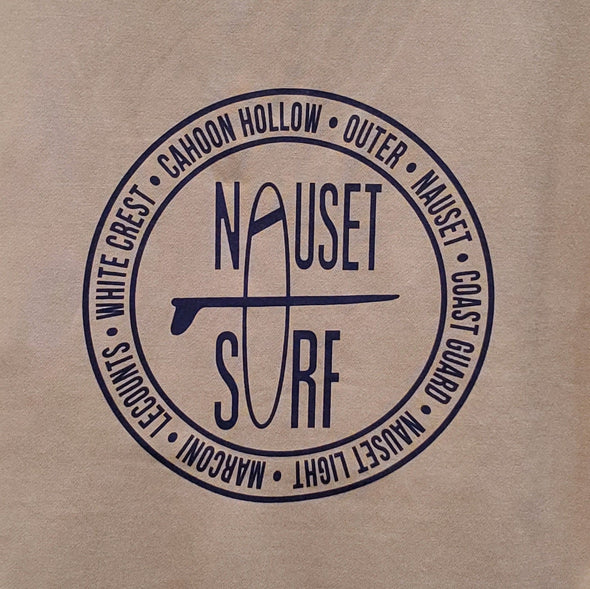 NAUSET
SURF
CAHOON HOLLOW • OUTER • NAUSET • COAST GUARD • NAUSET LIGHT • MARCONI • LECOUNTS • WHITE CREST •